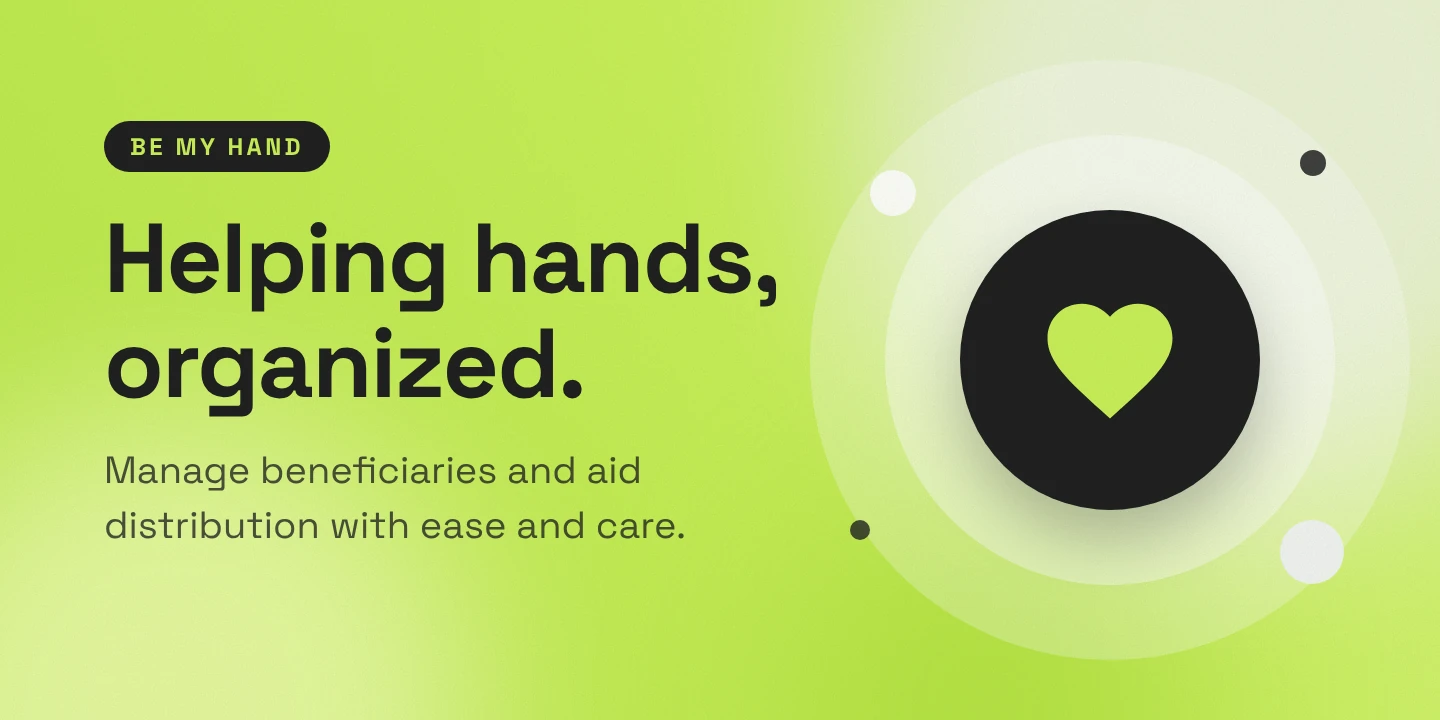 BE MY HAND
Helping hands,
organized.
Manage beneficiaries and aid
distribution with ease and care.